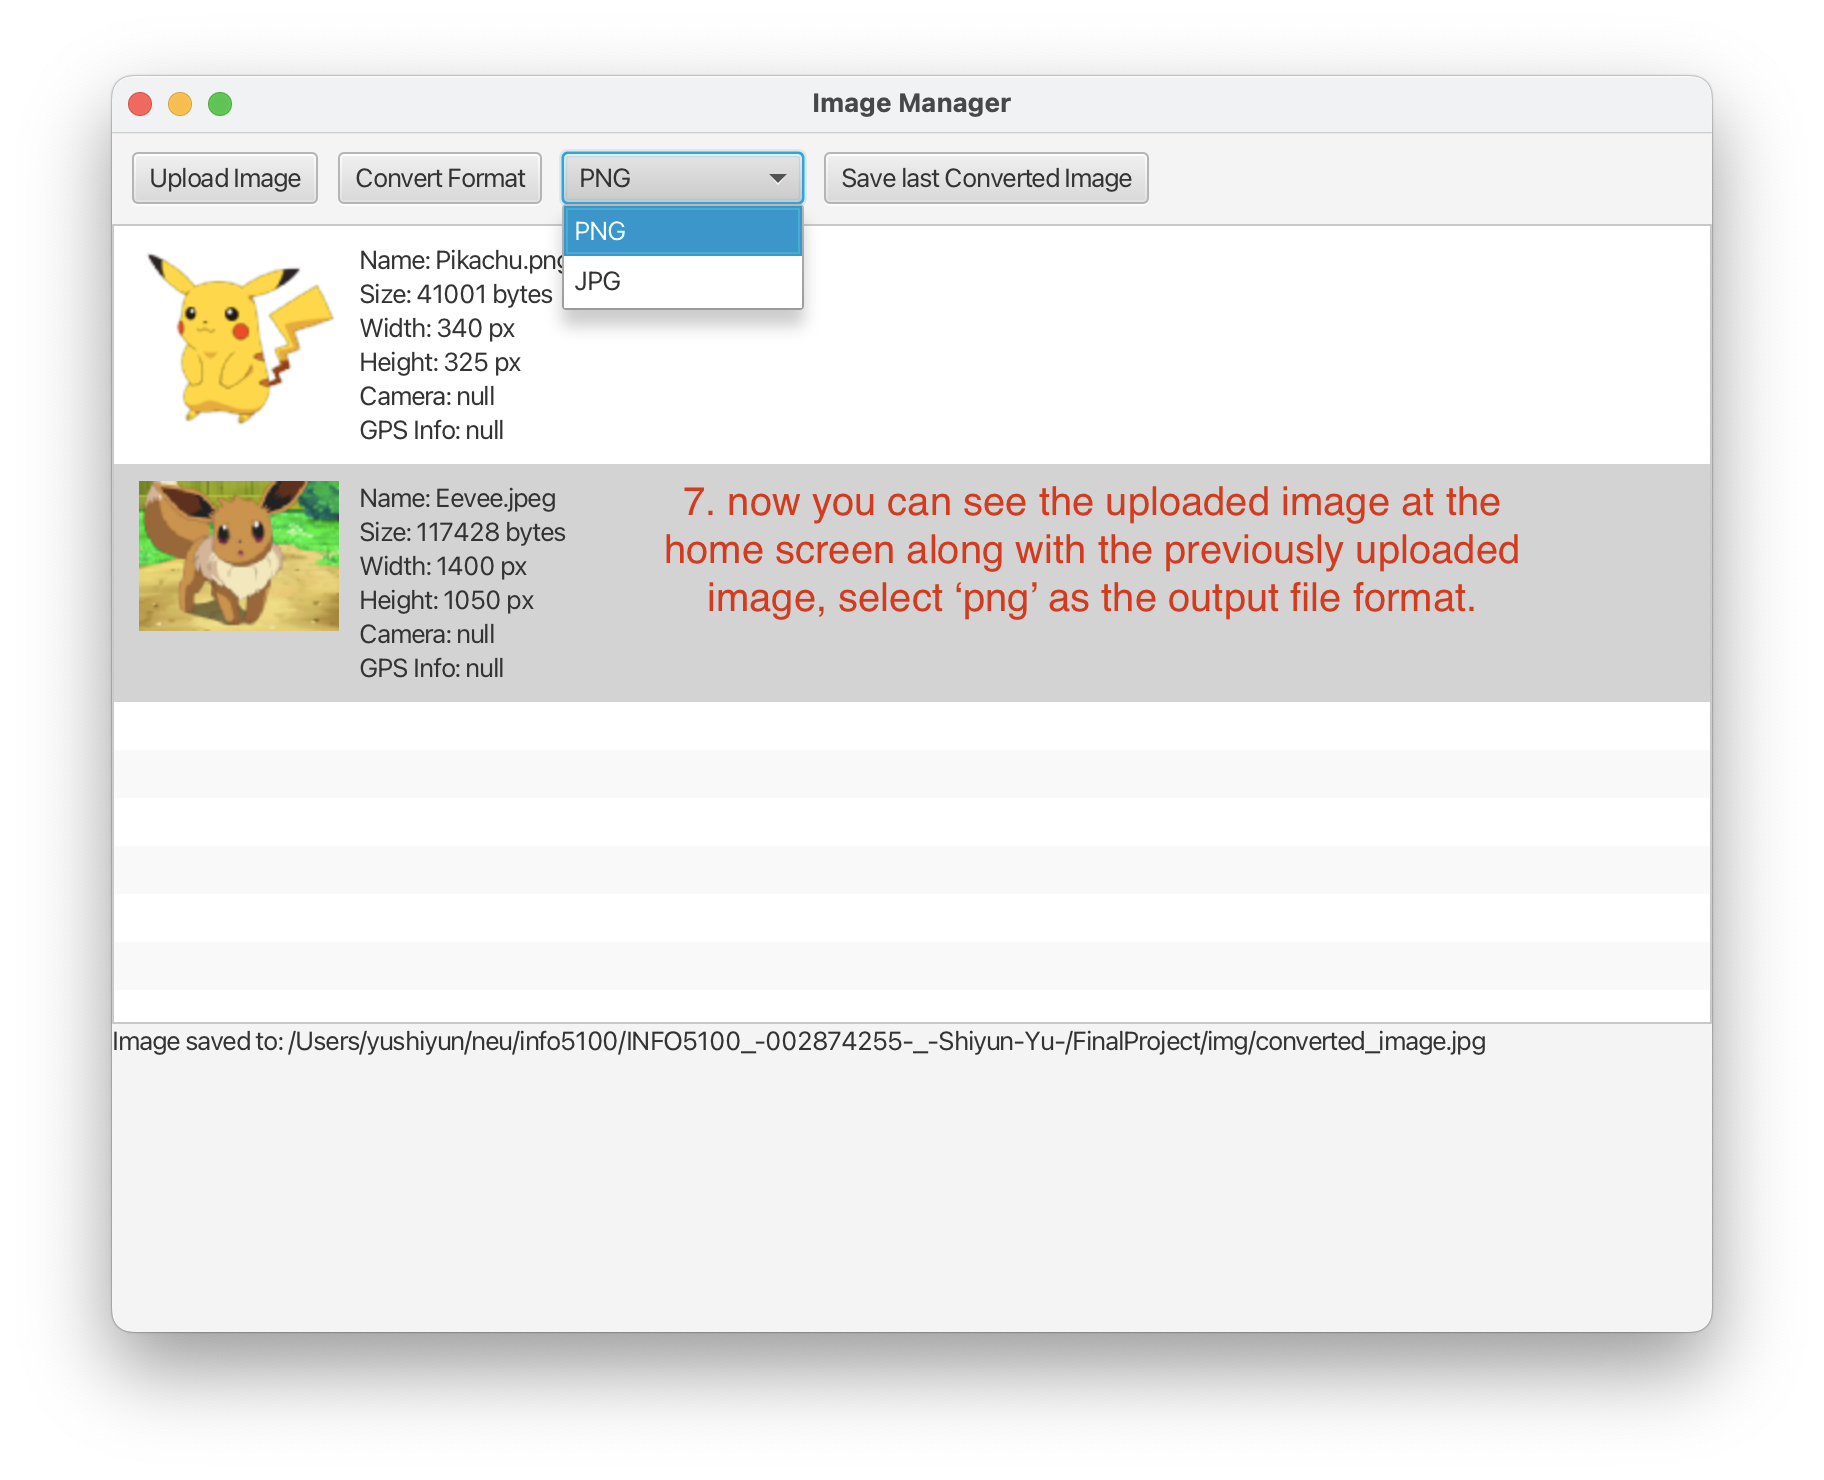 Image Manager
Upload Image
Convert Format
PNG
Save last Converted Image
PNG
JPG
Name: Pikachu.png
Size: 41001 bytes
Width: 340 px
Height: 325 px
Camera: null
GPS Info: null
Name: Eevee.jpeg
Size: 117428 bytes
Width: 1400 px
Height: 1050 px
Camera: null
GPS Info: null
7. now you can see the uploaded image at the
home screen along with the previously uploaded
image, select ‘png’ as the output file format.
Image saved to: /Users/yushiyun/neu/info5100/INFO5100_-002874255-_-Shiyun-Yu-/FinalProject/img/converted_image.jpg